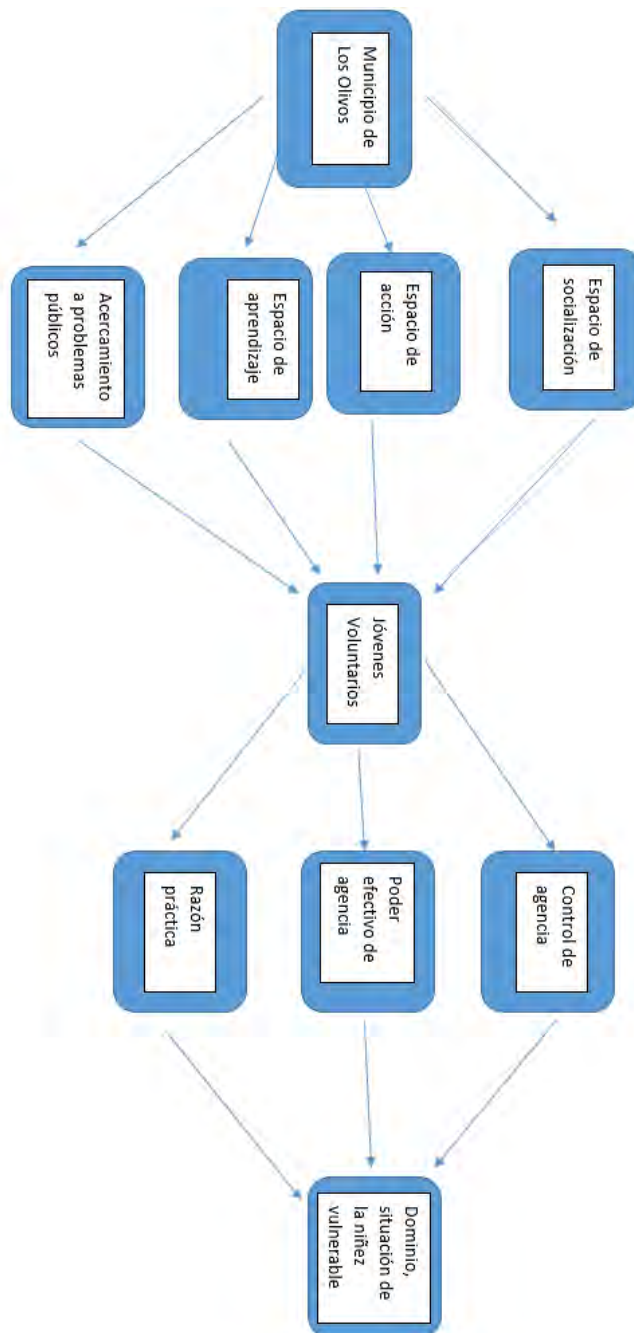 Municipio de
Los Olivos
Espacio de
socialización
Espacio de
acción
Espacio de
aprendizaje
Acercamiento
a problemas
públicos
Jóvenes
Voluntarios
Control de
agencia
Poder
efectivo de
agencia
Razón
práctica
Dominio,
situación de
la niñez
vulnerable